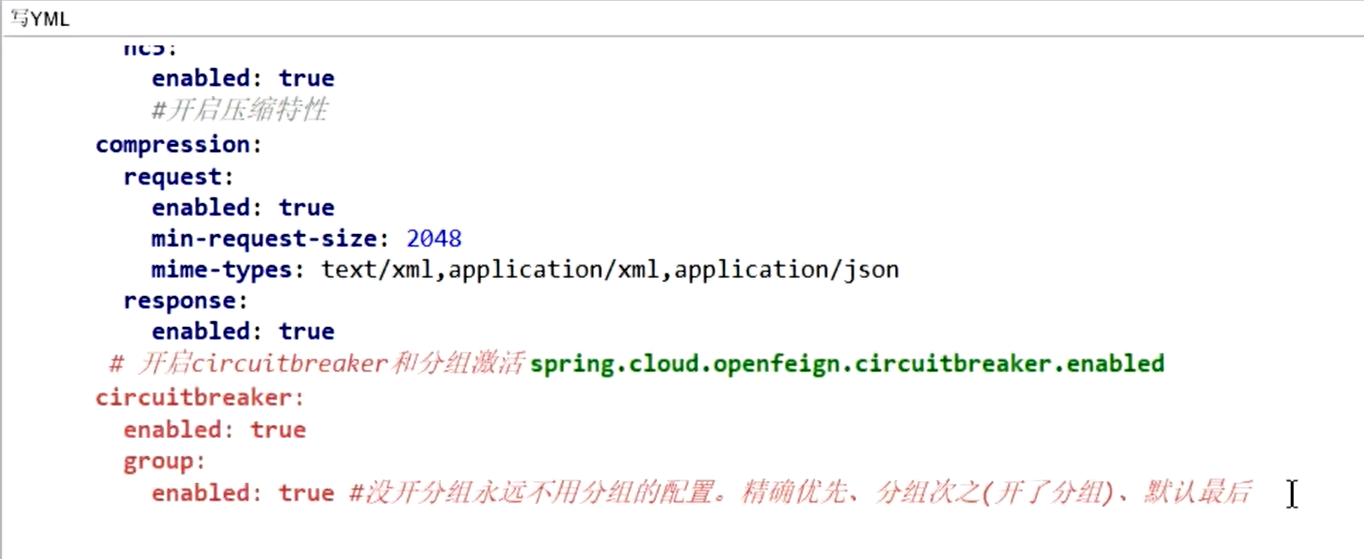 写YML
hc5:
enabled: true
#开启压缩特性
compression:
request:
enabled: true
min-request-size: 2048
mime-types: text/xml,application/xml,application/json
response:
enabled: true
# 开启circuitbreaker和分组激活 spring.cloud.openfeign.circuitbreaker.enabled
circuitbreaker:
enabled: true
group:
enabled: true #没开分组永远不用分组的配置。精确优先、分组次之(开了分组)、默认最后